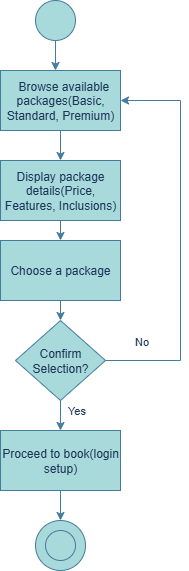 Browse available
packages(Basic,
Standard, Premium)
Display package
details(Price,
Features, Inclusions)
Choose a package
Confirm
Selection?
No
Yes
Proceed to book(login
setup)